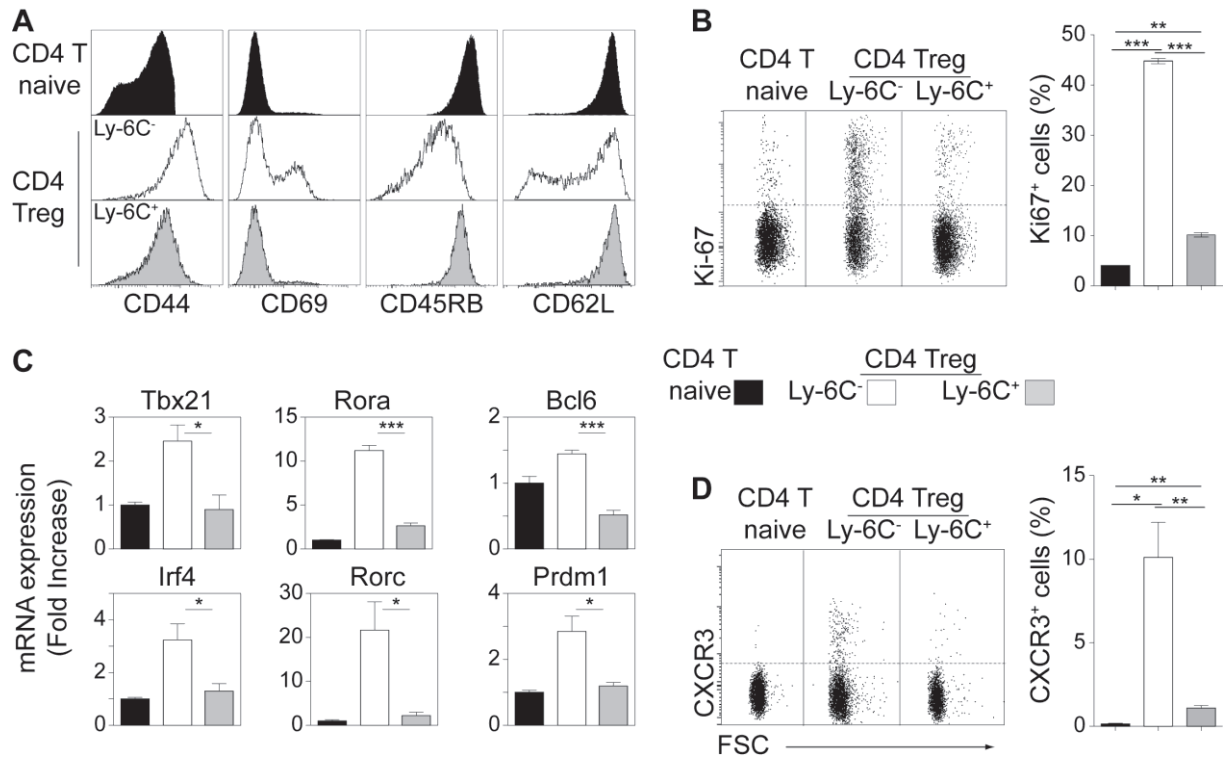 A
CD4 T
naive
Ly-6C-
CD4
Treg
Ly-6C+
CD44 CD69 CD45RB CD62L
B
CD4 T
naive
CD4 Treg
Ly-6C- Ly-6C+
Ki-67
Ki67+ cells (%)
50
40
30
20
10
0
*** ** ***
C
mRNA expression
(Fold Increase)
Tbx21
3
2
1
0
*
Rora
15
10
5
0
***
Bcl6
2
1
0
***
Irf4
4
2
0
*
Rorc
30
20
10
0
*
Prdm1
4
2
0
*
CD4 T
naive
CD4 Treg
Ly-6C- Ly-6C+
D
CD4 T
naive
CD4 Treg
Ly-6C- Ly-6C+
CXCR3
FSC
CXCR3+ cells (%)
15
10
5
0
**
* **